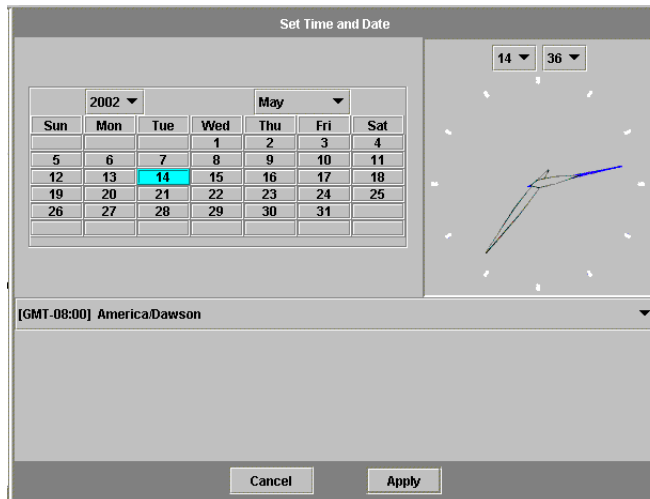 Set Time and Date
14 36
2002 May
Sun Mon Tue Wed Thu Fri Sat
1 2 3 4
5 6 7 8 9 10 11
12 13 14 15 16 17 18
19 20 21 22 23 24 25
26 27 28 29 30 31
[GMT-08:00] America/Dawson
Cancel Apply